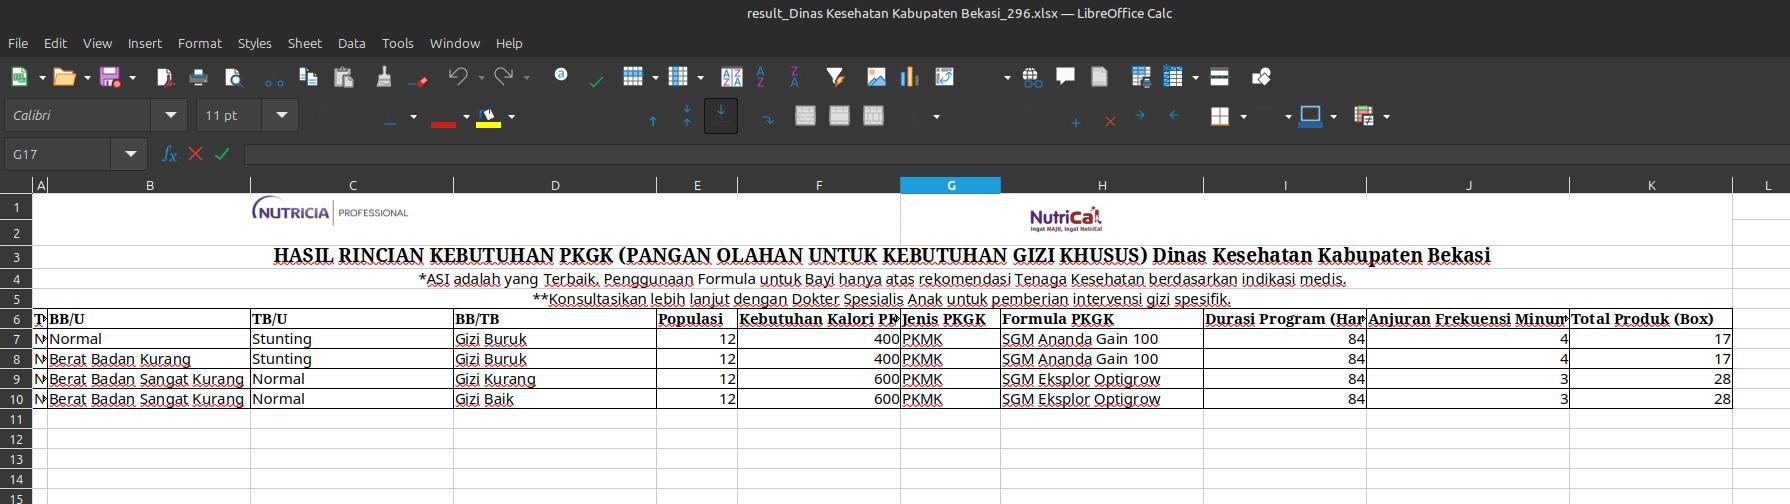 result_Dinas Kesehatan Kabupaten Bekasi_296.xlsx — LibreOffice Calc
File Edit View Insert Format Styles Sheet Data Tools Window Help
Calibri 11 pt
G17
A B C D E F G H I J K L
1 NUTRICIA PROFESSIONAL NutriCal
Ingat MAJU, Ingat NutriCal
2
3 HASIL RINCIAN KEBUTUHAN PKGK (PANGAN OLAHAN UNTUK KEBUTUHAN GIZI KHUSUS) Dinas Kesehatan Kabupaten Bekasi
4 *ASI adalah yang Terbaik, Penggunaan Formula untuk Bayi hanya atas rekomendasi Tenaga Kesehatan berdasarkan indikasi medis.
5 **Konsultasikan lebih lanjut dengan Dokter Spesialis Anak untuk pemberian intervensi gizi spesifik.
6 BB/U TB/U BB/TB Populasi Kebutuhan Kalori PK Jenis PKGK Formula PKGK Durasi Program (Har Anjuran Frekuensi Minum Total Produk (Box)
7 N Normal Stunting Gizi Buruk 12 400 PKMK SGM Ananda Gain 100 84 4 17
8 N Berat Badan Kurang Stunting Gizi Buruk 12 400 PKMK SGM Ananda Gain 100 84 4 17
9 N Berat Badan Sangat Kurang Normal Gizi Kurang 12 600 PKMK SGM Eksplor Optigrow 84 3 28
10 N Berat Badan Sangat Kurang Normal Gizi Baik 12 600 PKMK SGM Eksplor Optigrow 84 3 28
11
12
13
14
15